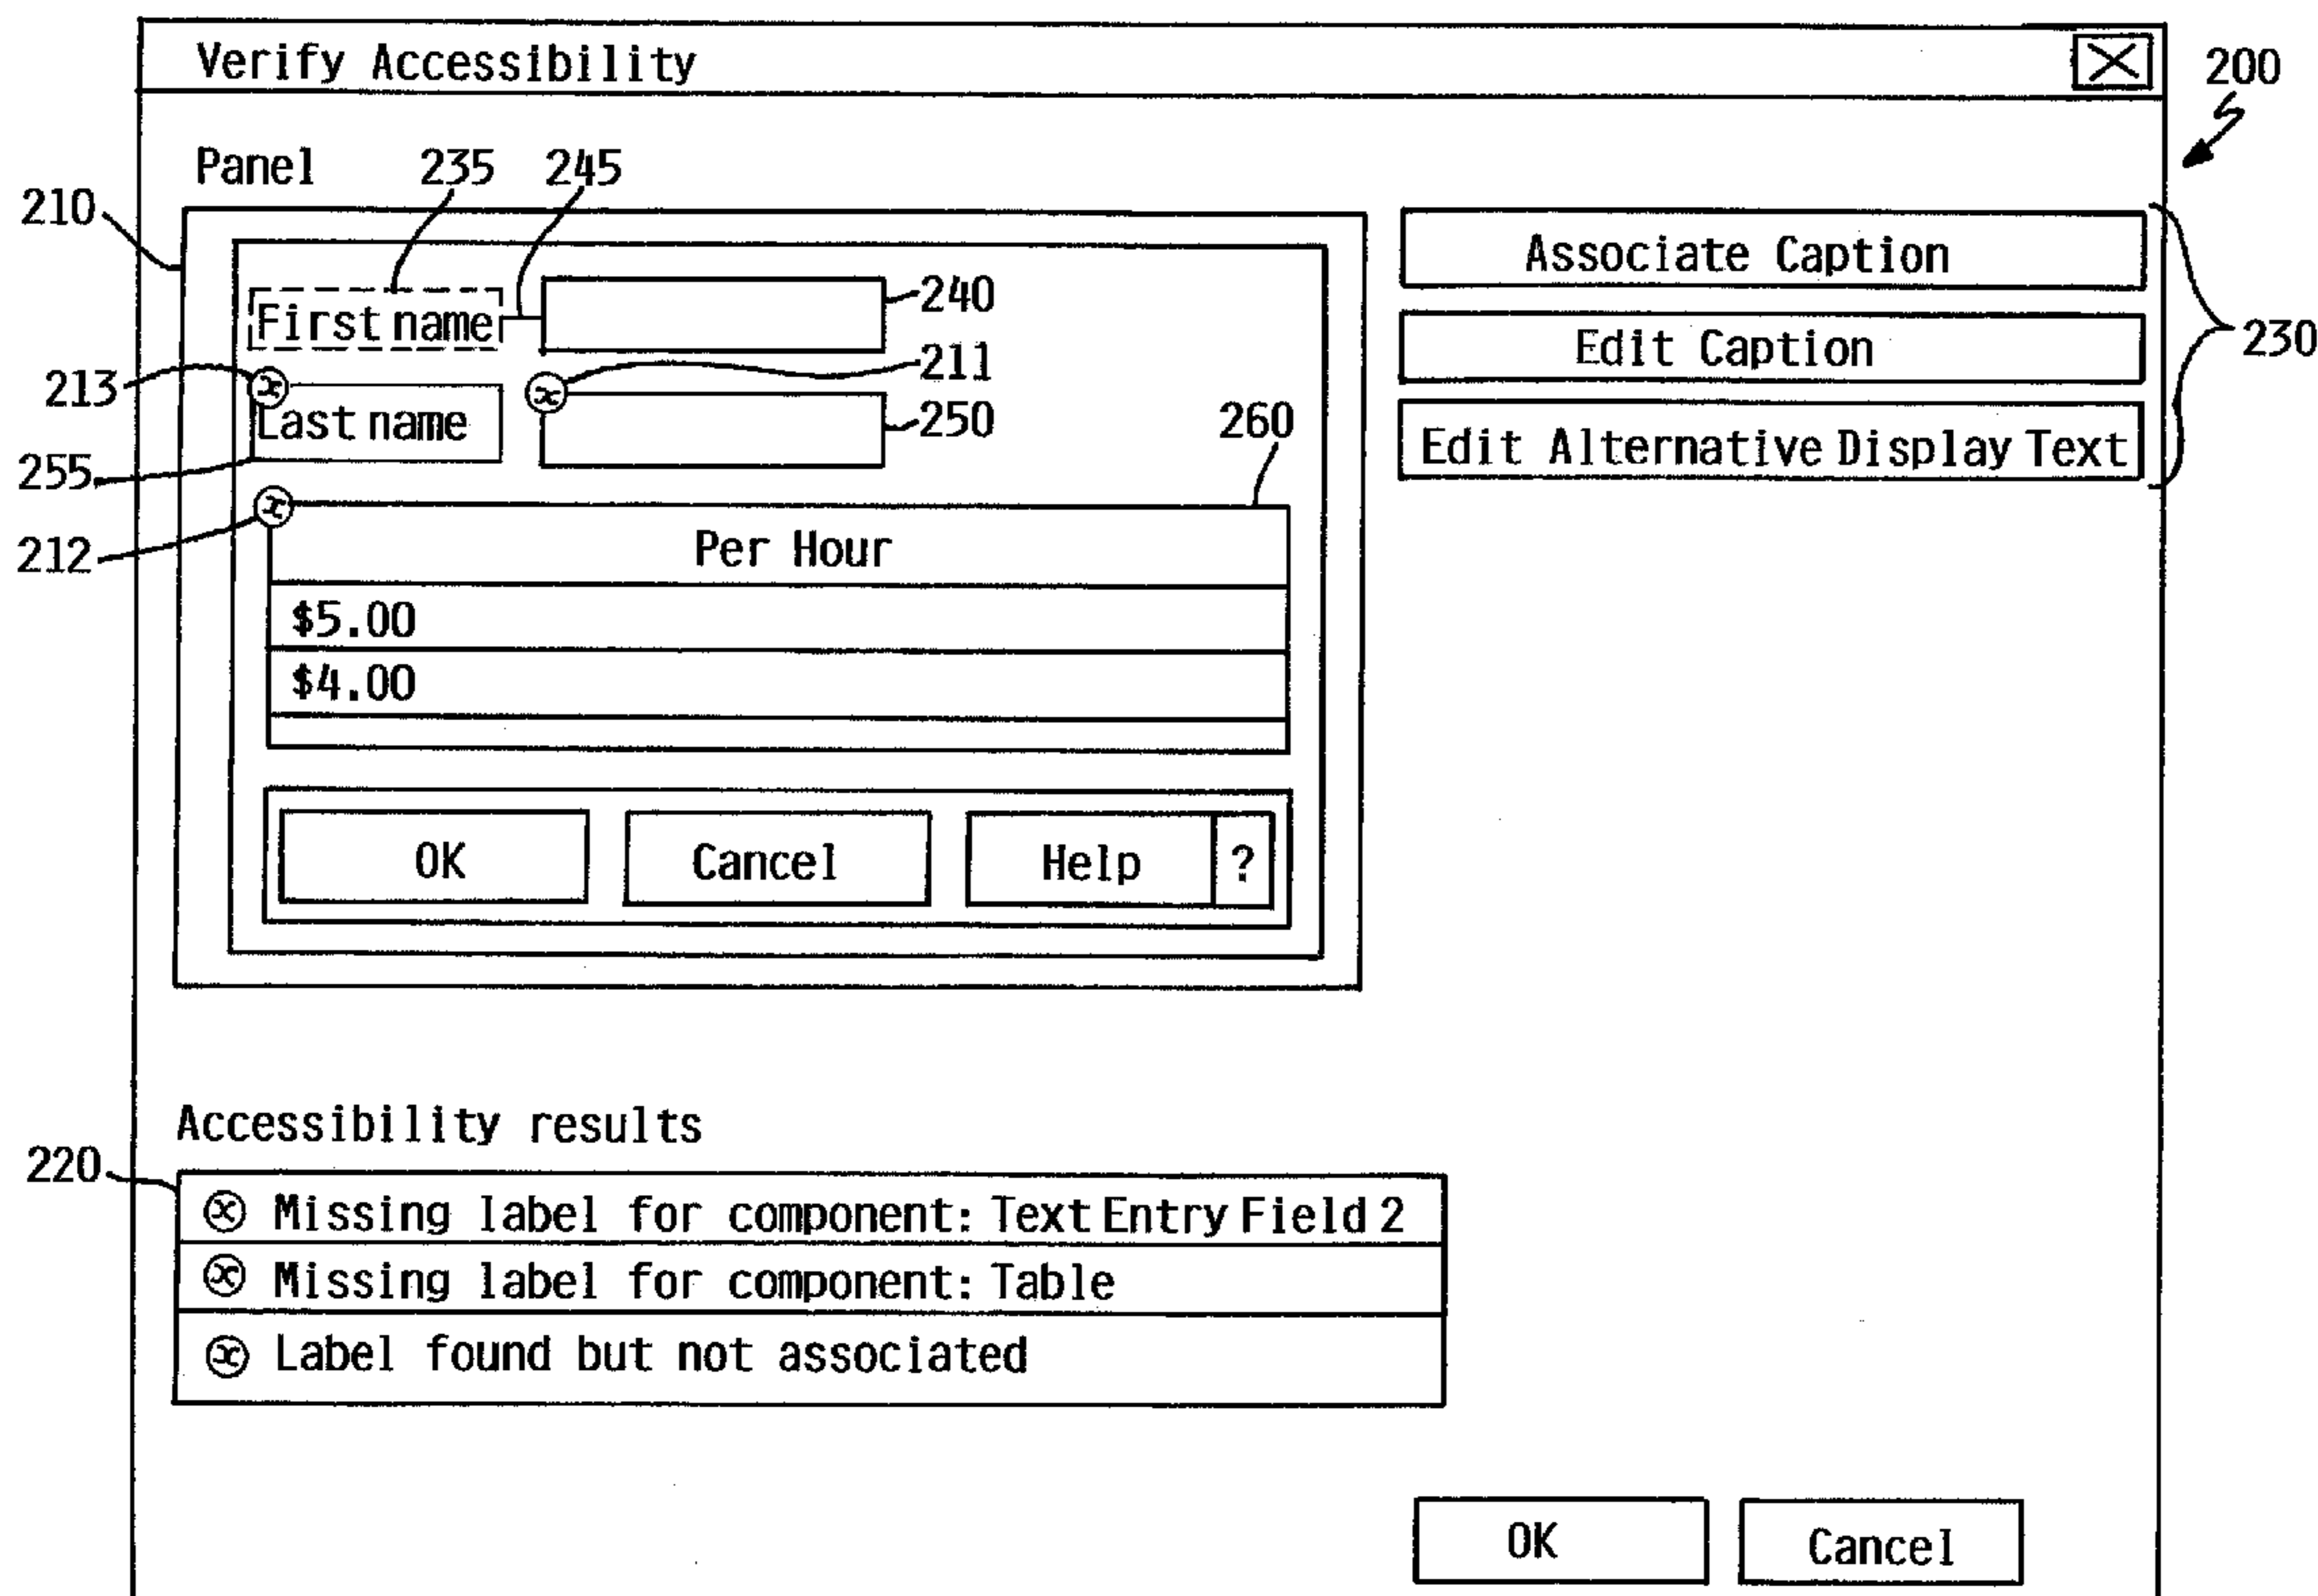 Verify Accessibility
200
Panel
235
245
210
Associate Caption
First name
240
Edit Caption
230
213
211
Last name
250
260
Edit Alternative Display Text
255
212
Per Hour
$5.00
$4.00
OK
Cancel
Help
?
Accessibility results
220
Missing label for component: Text Entry Field 2
Missing label for component: Table
Label found but not associated
OK
Cancel